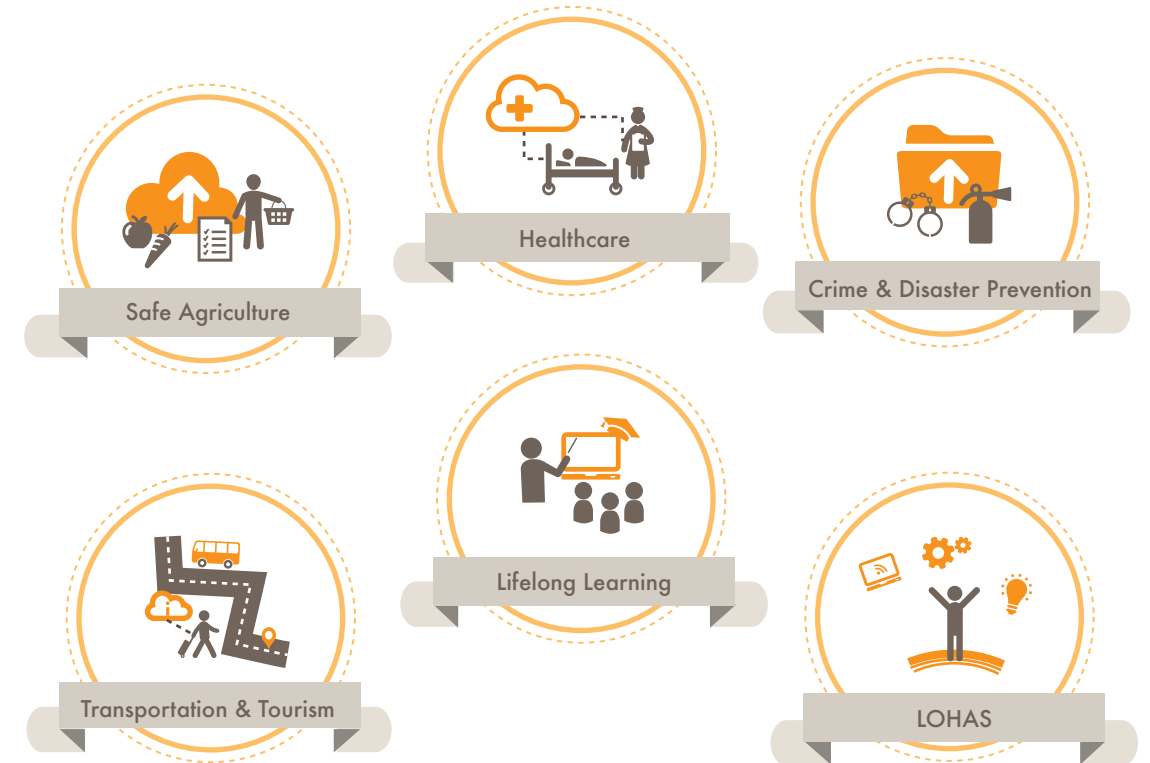 Safe Agriculture
Healthcare
Crime & Disaster Prevention
Transportation & Tourism
Lifelong Learning
LOHAS